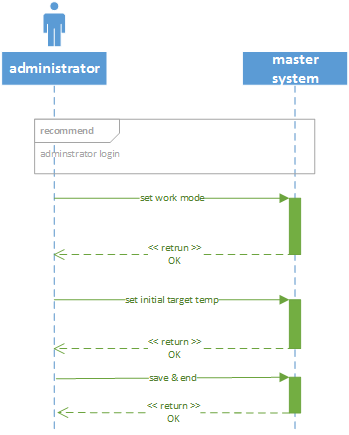 administrator
master
system
recommend
adminstrator login
set work mode
<< retrun >>
OK
set initial target temp
<< return >>
OK
save & end
<< return >>
OK